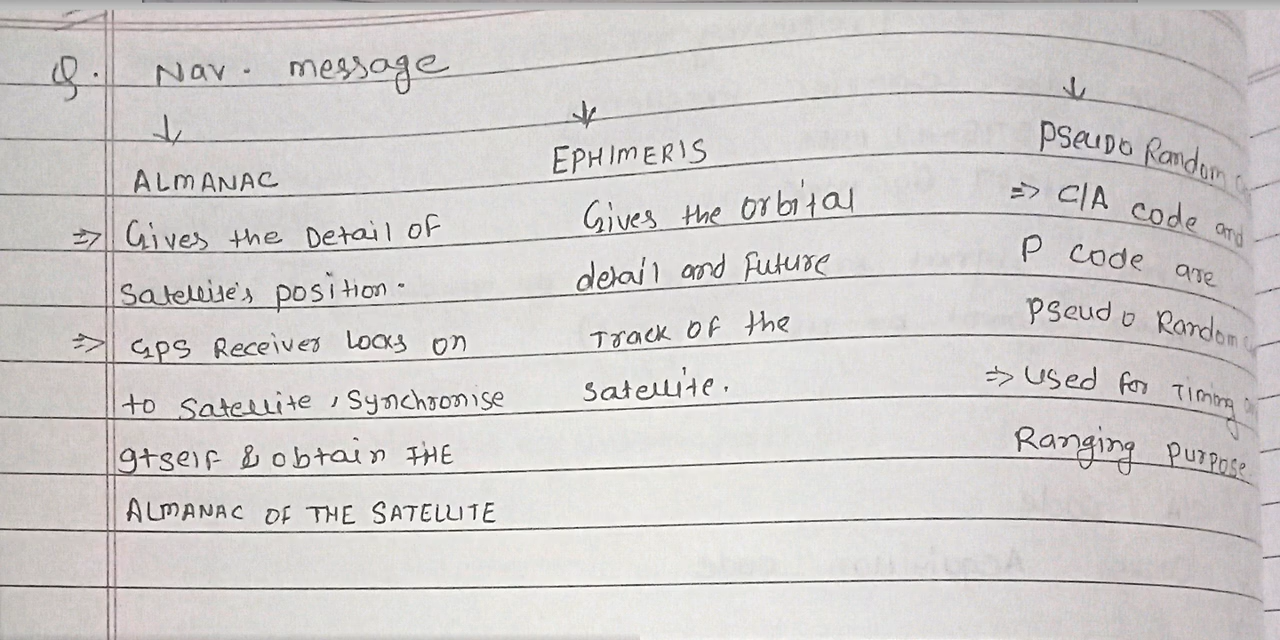 Q. Nav. message
ALMANAC
⇒ Gives the Detail OF
Satellite's position.
⇒ GPS Receiver Locks on
to Satellite, Synchronise
Itself & obtain THE
ALMANAC OF THE SATELLITE
EPHIMERIS
Gives the orbital
detail and Future
Track OF the
Satellite.
Pseudo Random
⇒ C/A code and
P code are
Pseudo Random
⇒ Used for Timing
Ranging purpose